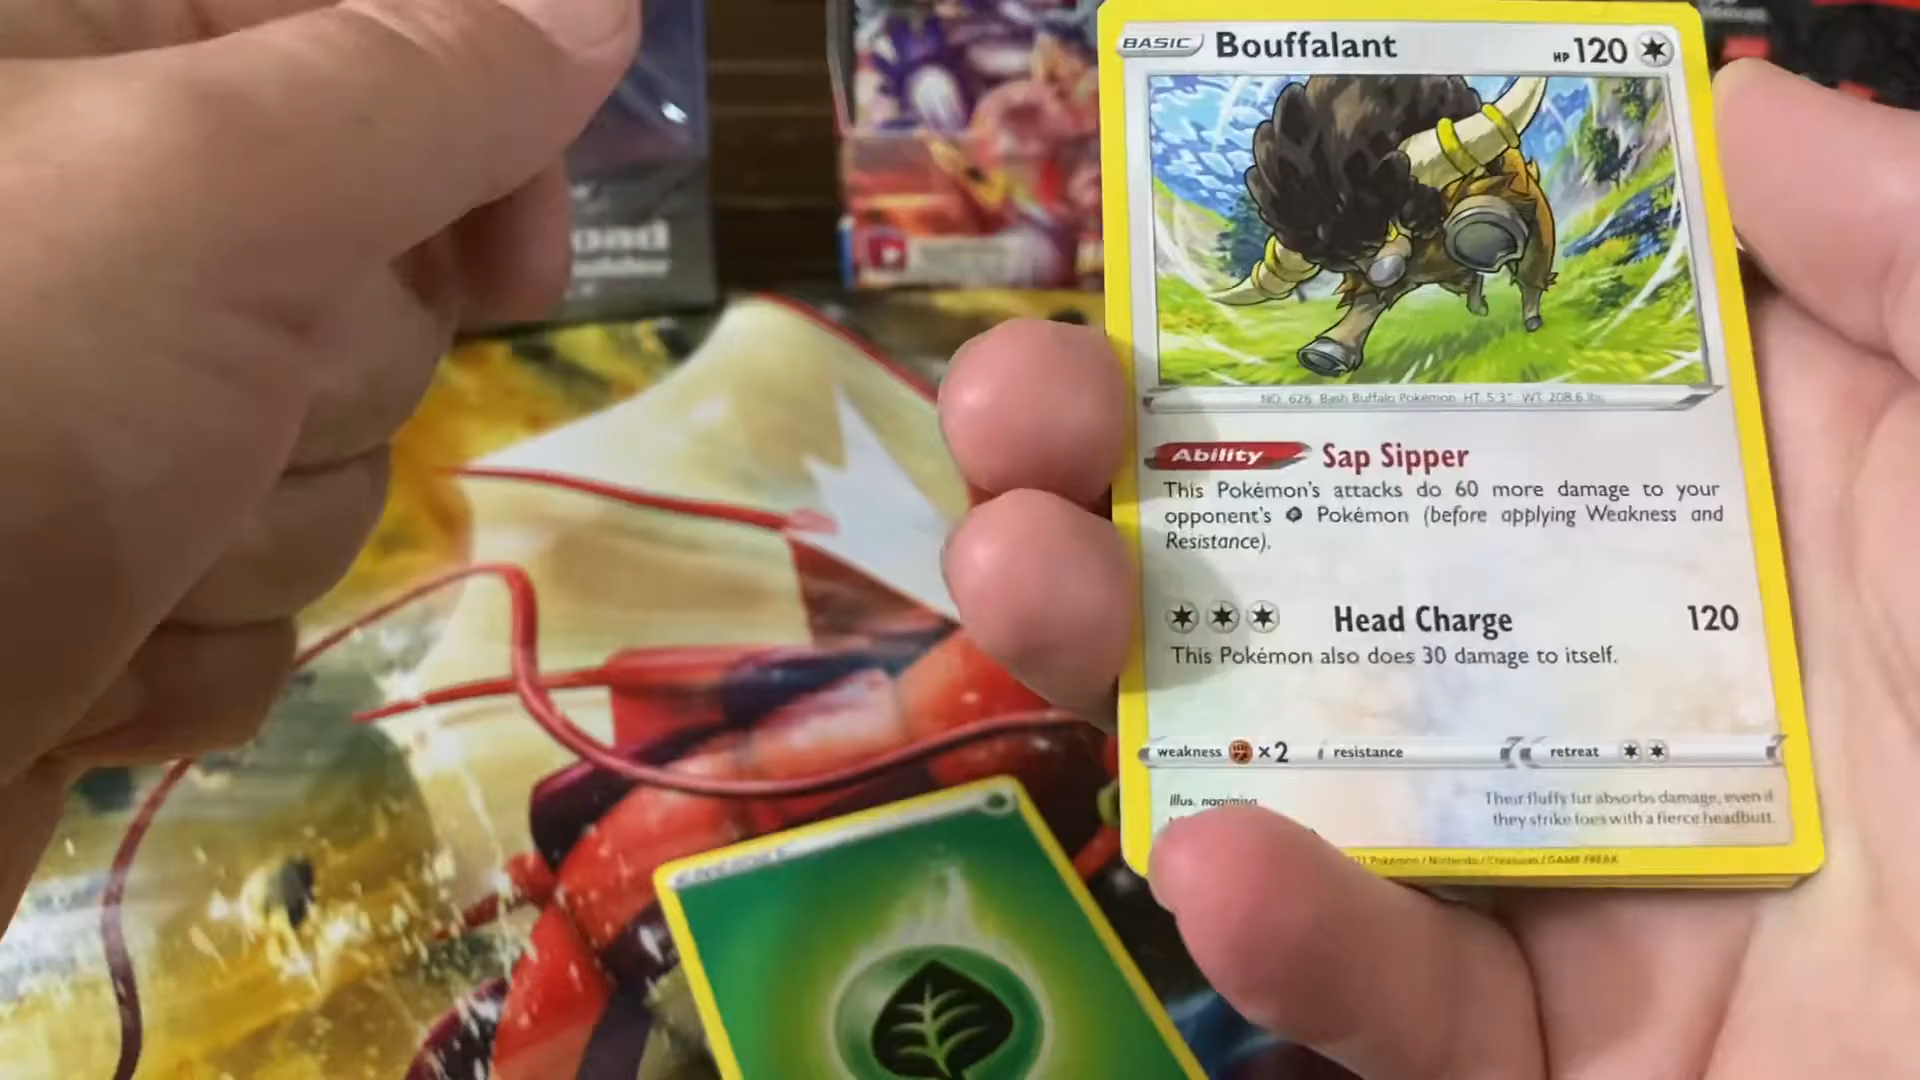 BASIC Bouffalant HP 120
NO. 626 Bash Buffalo Pokémon HT 5'3" WT 208.6 lbs.
Ability Sap Sipper
This Pokémon's attacks do 60 more damage to your
opponent's Pokémon (before applying Weakness and
Resistance).
Head Charge 120
This Pokémon also does 30 damage to itself.
weakness ×2 resistance retreat
Illus. nagimiso
Their fluffy fur absorbs damage, even if
they strike foes with a fierce headbutt.
Pokémon / Nintendo / Creatures / GAME FREAK